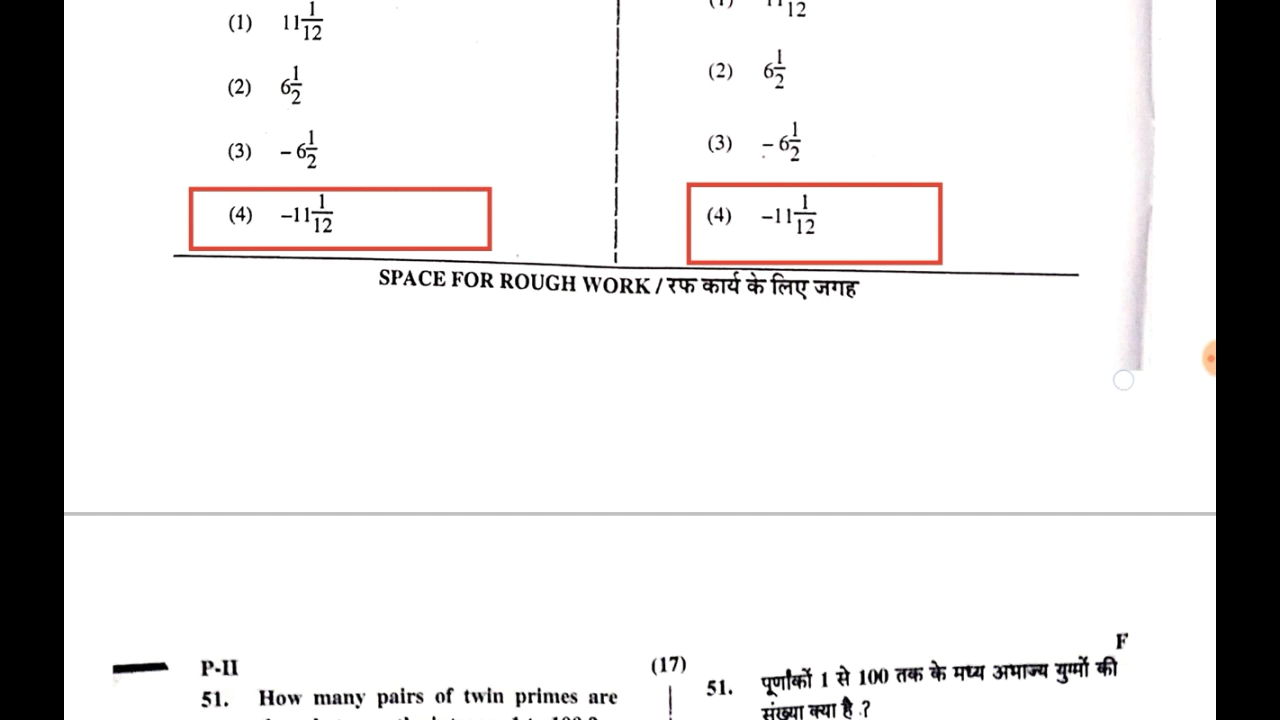 (1) 11 1/12
(2) 6 1/2
(3) – 6 1/2
(4) –11 1/12
(2) 6 1/2
(3) – 6 1/2
(4) –11 1/12
SPACE FOR ROUGH WORK / रफ कार्य के लिए जगह
P-II
(17)
F
51. How many pairs of twin primes are
51. पूर्णांकों 1 से 100 तक के मध्य अभाज्य युग्मों की
संख्या क्या है ?